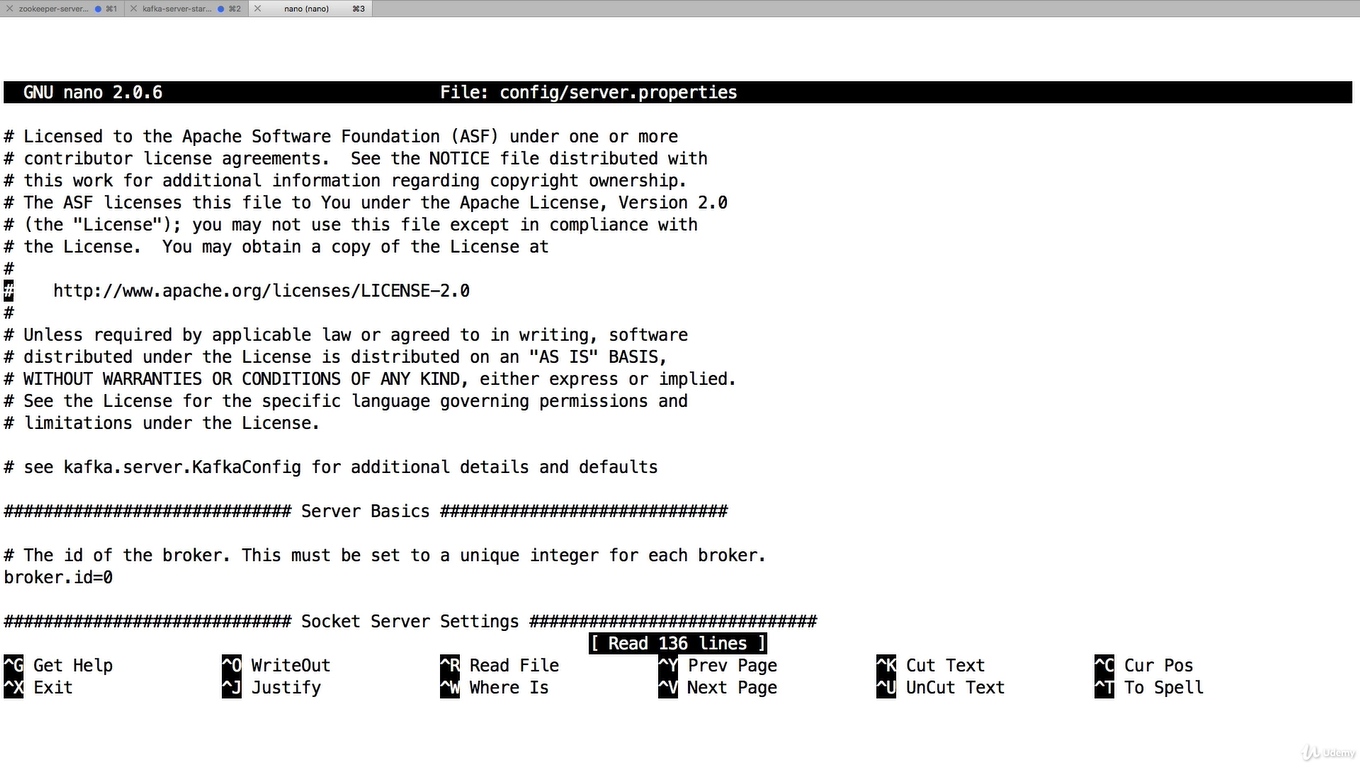 zookeeper-server... ⌘1 kafka-server-star... ⌘2 nano (nano) ⌘3
GNU nano 2.0.6 File: config/server.properties
# Licensed to the Apache Software Foundation (ASF) under one or more
# contributor license agreements.  See the NOTICE file distributed with
# this work for additional information regarding copyright ownership.
# The ASF licenses this file to You under the Apache License, Version 2.0
# (the "License"); you may not use this file except in compliance with
# the License.  You may obtain a copy of the License at
#
#    http://www.apache.org/licenses/LICENSE-2.0
#
# Unless required by applicable law or agreed to in writing, software
# distributed under the License is distributed on an "AS IS" BASIS,
# WITHOUT WARRANTIES OR CONDITIONS OF ANY KIND, either express or implied.
# See the License for the specific language governing permissions and
# limitations under the License.
# see kafka.server.KafkaConfig for additional details and defaults
############################# Server Basics #############################
# The id of the broker. This must be set to a unique integer for each broker.
broker.id=0
############################# Socket Server Settings #############################
[ Read 136 lines ]
^G Get Help ^O WriteOut ^R Read File ^Y Prev Page ^K Cut Text ^C Cur Pos
^X Exit ^J Justify ^W Where Is ^V Next Page ^U UnCut Text ^T To Spell
Udemy